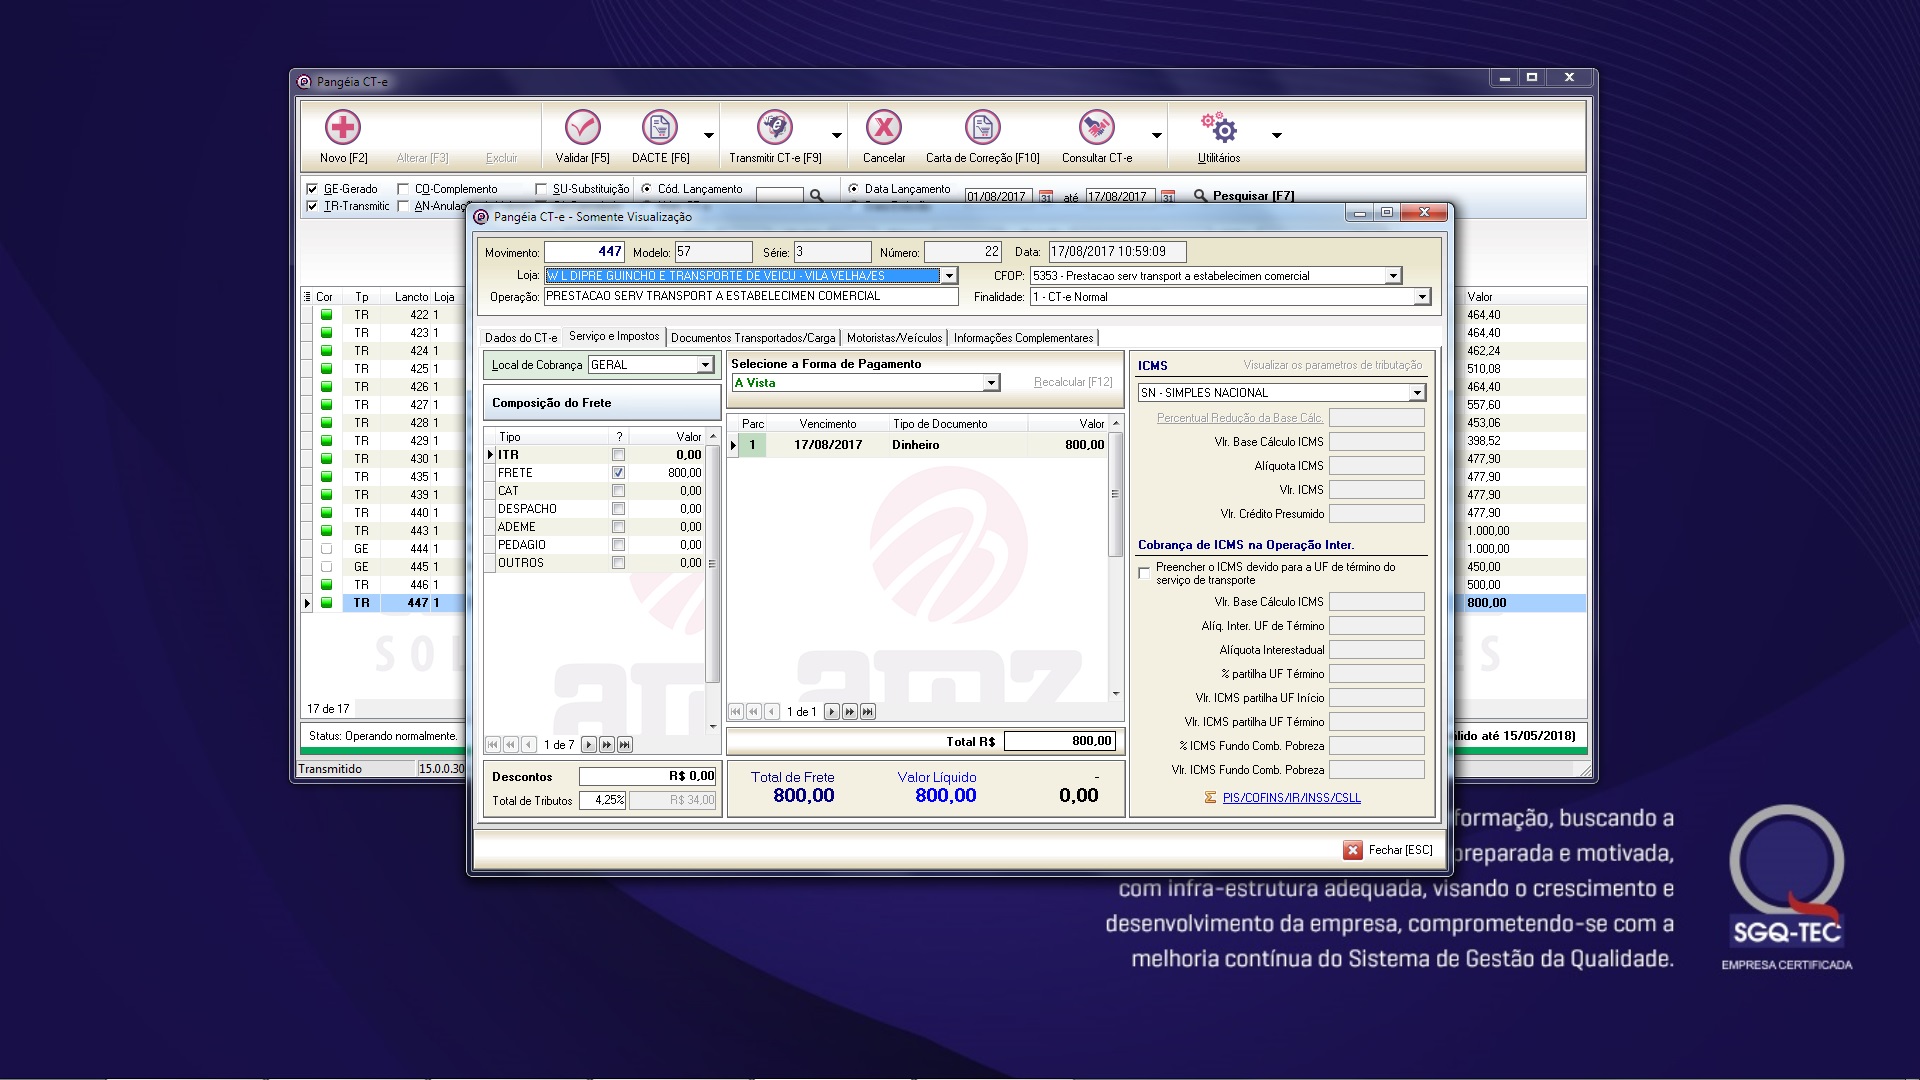 Pangéia CT-e
Novo [F2]
Alterar [F3]
Excluir
Validar [F5]
DACTE [F6]
Transmitir CT-e [F9]
Cancelar
Carta de Correção [F10]
Consultar CT-e
Utilitários
GE-Gerado
CO-Complemento
SU-Substituição
Cód. Lançamento
Data Lançamento
01/08/2017 até 17/08/2017
Pesquisar [F7]
TR-Transmitic
AN-Anulaç
Pangéia CT-e - Somente Visualização
Movimento: 447 Modelo: 57 Série: 3 Número: 22 Data: 17/08/2017 10:59:09
Loja: W L DIPRE GUINCHO E TRANSPORTE DE VEICU - VILA VELHA/ES CFOP: 5353 - Prestacao serv transport a estabelecimen comercial
Operação: PRESTACAO SERV TRANSPORT A ESTABELECIMEN COMERCIAL Finalidade: 1 - CT-e Normal
Dados do CT-e
Serviço e Impostos
Documentos Transportados/Carga
Motoristas/Veículos
Informações Complementares
Local de Cobrança GERAL
Composição do Frete
Tipo ? Valor
ITR 0,00
FRETE 800,00
CAT 0,00
DESPACHO 0,00
ADEME 0,00
PEDAGIO 0,00
OUTROS 0,00
1 de 7
Descontos R$ 0,00
Total de Tributos 4,25% R$ 34,00
Selecione a Forma de Pagamento
A Vista
Recalcular [F12]
Parc Vencimento Tipo de Documento Valor
1 17/08/2017 Dinheiro 800,00
amz
1 de 1
Total R$ 800,00
Total de Frete Valor Líquido -
800,00 800,00 0,00
ICMS Visualizar os parametros de tributação
SN - SIMPLES NACIONAL
Percentual Redução da Base Cálc.
Vlr. Base Cálculo ICMS
Alíquota ICMS
Vlr. ICMS
Vlr. Crédito Presumido
Cobrança de ICMS na Operação Inter.
Preencher o ICMS devido para a UF de término do
serviço de transporte
Vlr. Base Cálculo ICMS
Alíq. Inter. UF de Término
Alíquota Interestadual
% partilha UF Término
Vlr. ICMS partilha UF Início
Vlr. ICMS partilha UF Término
% ICMS Fundo Comb. Pobreza
Vlr. ICMS Fundo Comb. Pobreza
PIS/COFINS/IR/INSS/CSLL
Fechar [ESC]
Cor Tp Lancto Loja Valor
TR 422 1 464,40
TR 423 1 464,40
TR 424 1 462,24
TR 425 1 510,08
TR 426 1 464,40
TR 427 1 557,60
TR 428 1 453,06
TR 429 1 398,52
TR 430 1 477,90
TR 435 1 477,90
TR 439 1 477,90
TR 440 1 477,90
TR 443 1 1.000,00
GE 444 1 1.000,00
GE 445 1 450,00
TR 446 1 500,00
TR 447 1 800,00
SOL
ES
17 de 17
Status: Operando normalmente.
lido até 15/05/2018)
Transmitido 15.0.0.30
formação, buscando a
preparada e motivada,
com infra-estrutura adequada, visando o crescimento e
desenvolvimento da empresa, comprometendo-se com a
melhoria contínua do Sistema de Gestão da Qualidade.
SGQ-TEC
EMPRESA CERTIFICADA